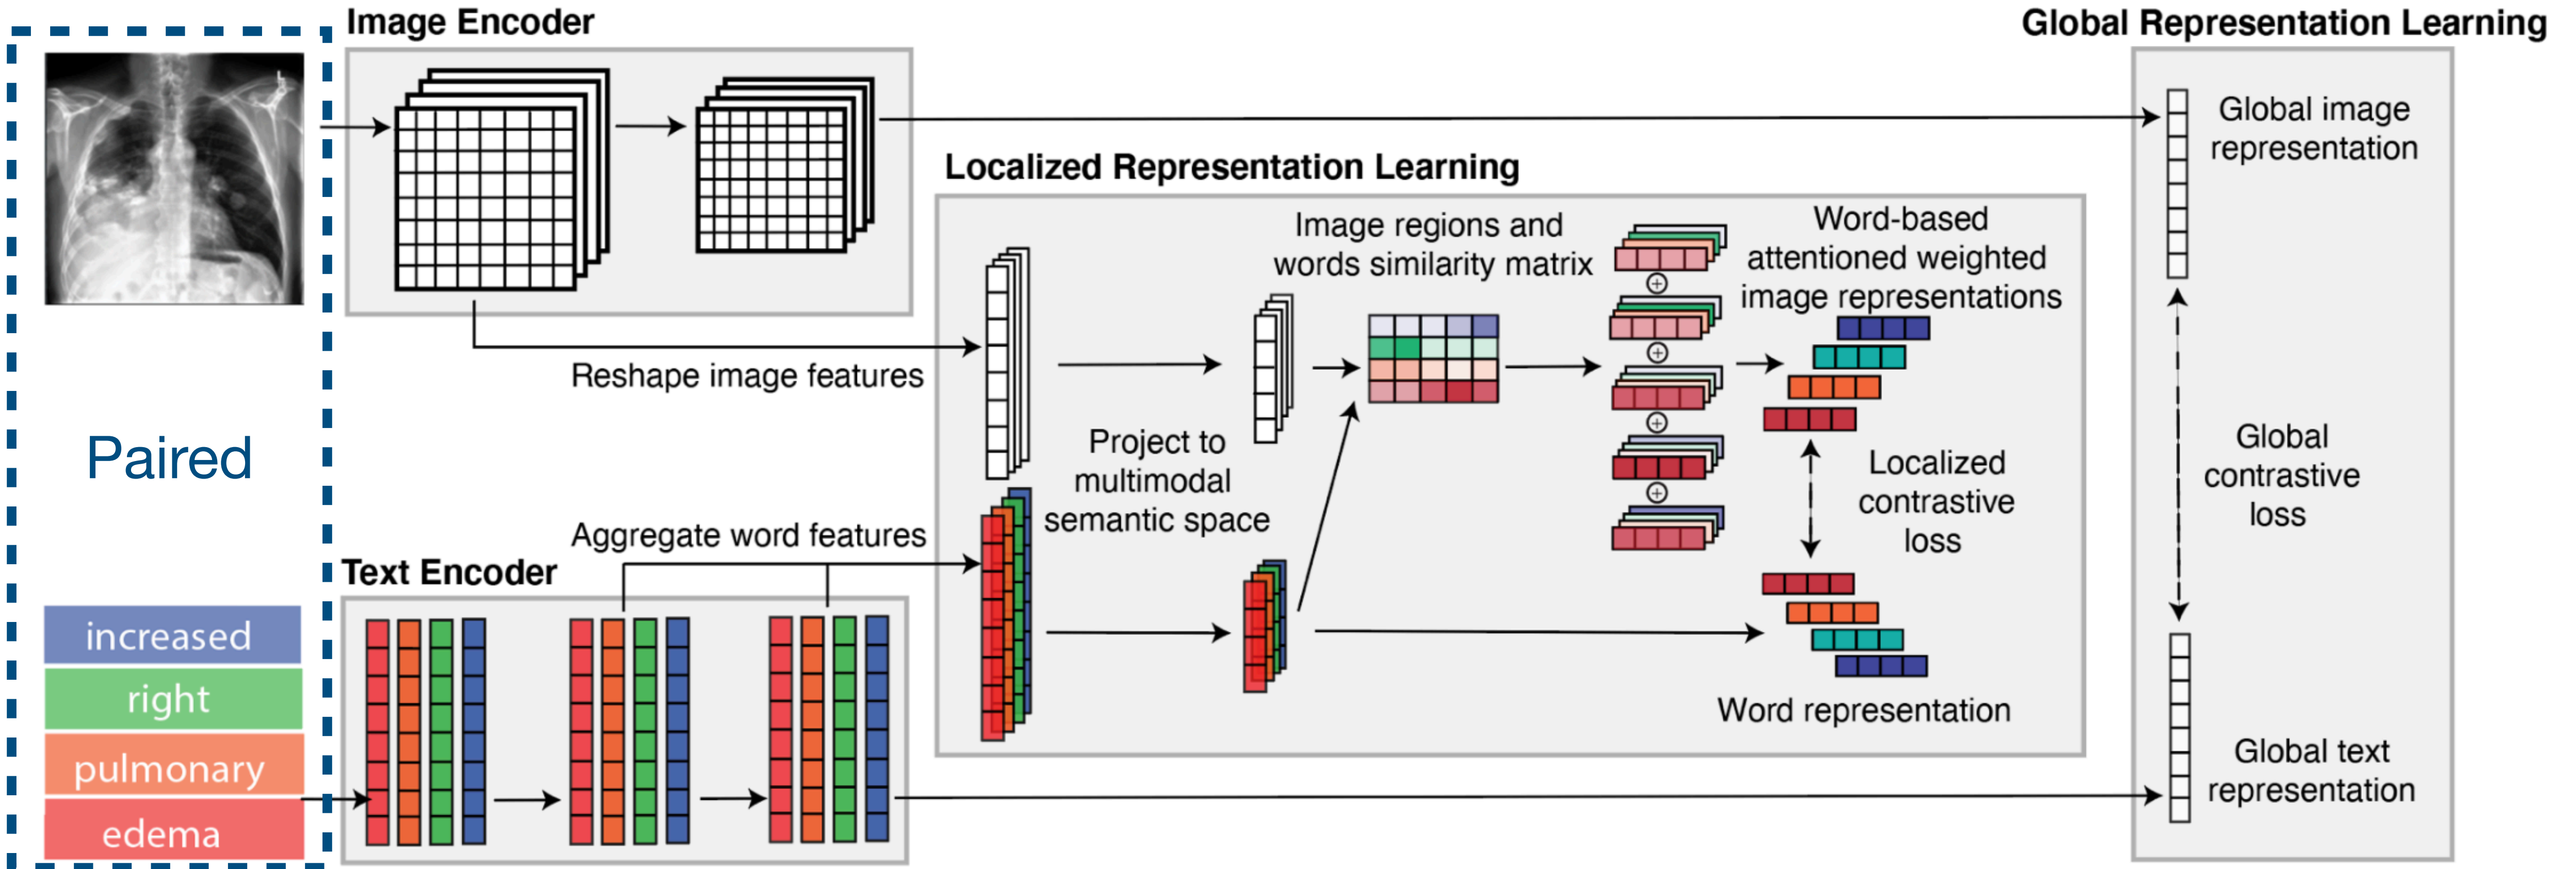 Image Encoder
Global Representation Learning
L
Global image
representation
Localized Representation Learning
Image regions and
words similarity matrix
Word-based
attentioned weighted
image representations
Reshape image features
Paired
Project to
multimodal
semantic space
Localized
contrastive
loss
Global
contrastive
loss
Aggregate word features
Text Encoder
increased
right
pulmonary
edema
Word representation
Global text
representation